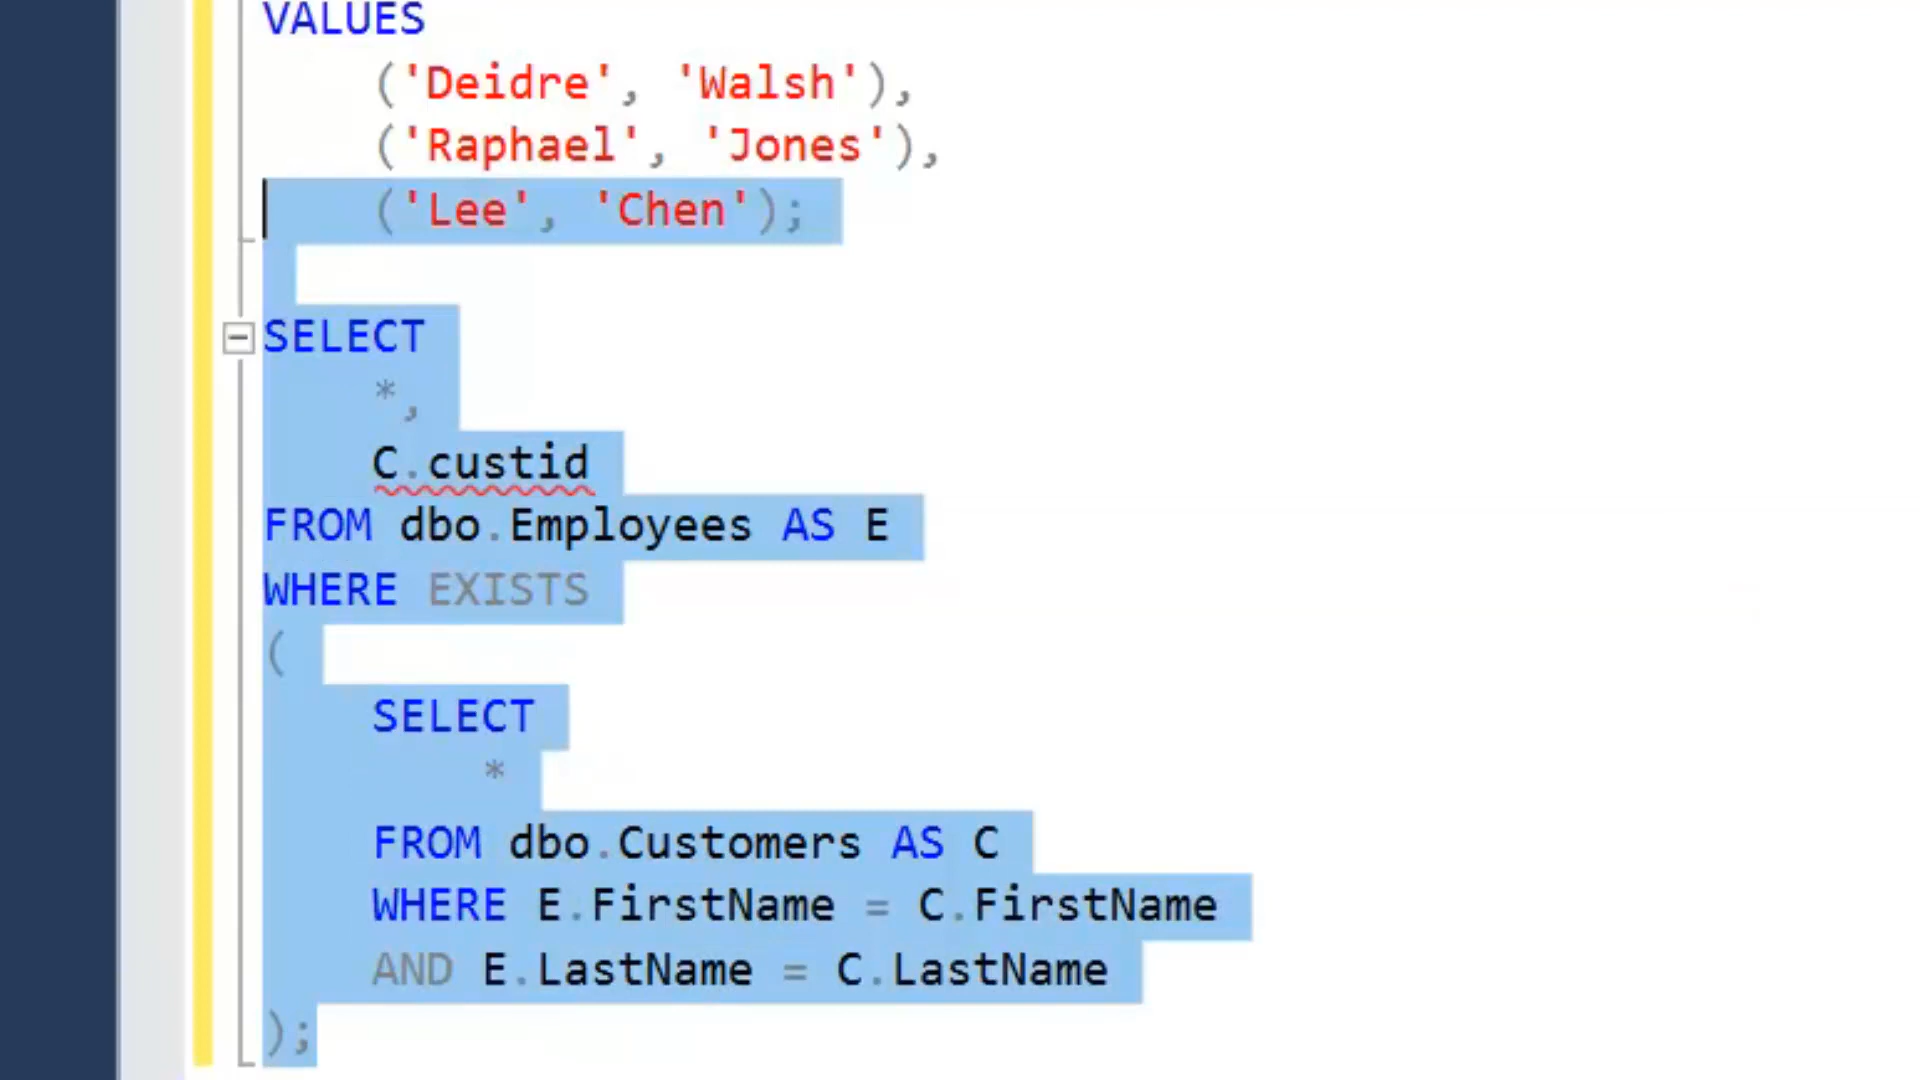 VALUES
('Deidre', 'Walsh'),
('Raphael', 'Jones'),
('Lee', 'Chen');
SELECT
*,
C.custid
FROM dbo.Employees AS E
WHERE EXISTS
(
SELECT
*
FROM dbo.Customers AS C
WHERE E.FirstName = C.FirstName
AND E.LastName = C.LastName
);